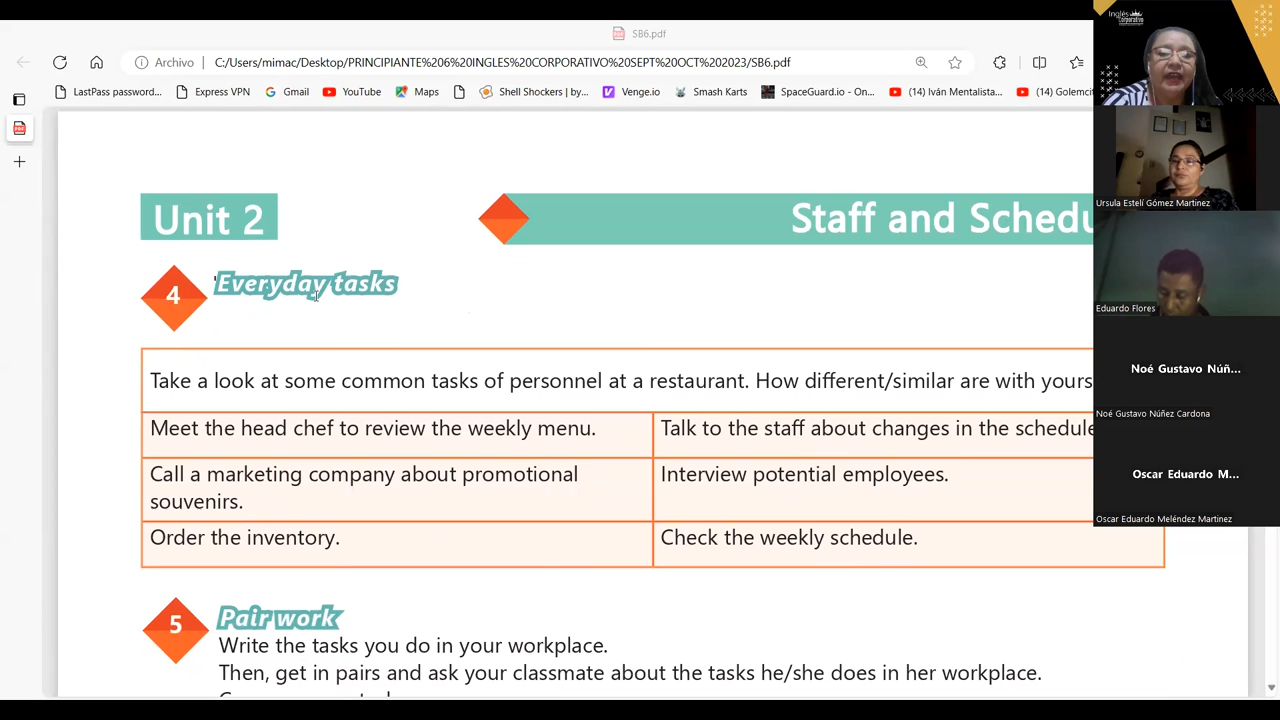 SB6.pdf
Archivo
C:/Users/mimac/Desktop/PRINCIPIANTE%206%20INGLES%20CORPORATIVO%20SEPT%20OCT%202023/SB6.pdf
LastPass password...
Express VPN
Gmail
YouTube
Maps
Shell Shockers | by...
Venge.io
Smash Karts
SpaceGuard.io - On...
(14) Iván Mentalista...
(14) Golemcit
Inglés
Corporativo
Unit 2
Staff and Schedu
4
Everyday tasks
Take a look at some common tasks of personnel at a restaurant. How different/similar are with yours
Meet the head chef to review the weekly menu.
Talk to the staff about changes in the schedule
Call a marketing company about promotional
souvenirs.
Interview potential employees.
Order the inventory.
Check the weekly schedule.
5
Pair work
Write the tasks you do in your workplace.
Then, get in pairs and ask your classmate about the tasks he/she does in her workplace.
Ursula Estelí Gómez Martinez
Eduardo Flores
Noé Gustavo Núñ...
Noé Gustavo Núñez Cardona
Oscar Eduardo M...
Oscar Eduardo Meléndez Martinez